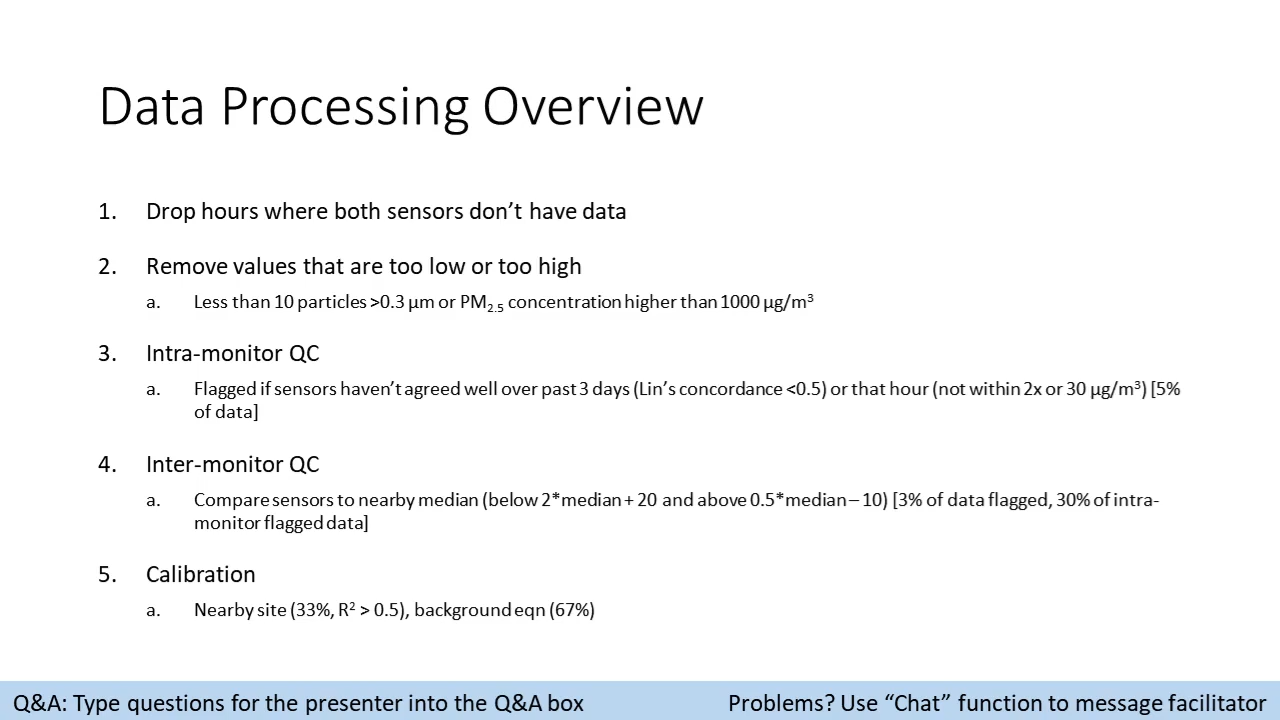 Data Processing Overview
1. Drop hours where both sensors don’t have data
2. Remove values that are too low or too high
a. Less than 10 particles >0.3 μm or PM2.5 concentration higher than 1000 μg/m³
3. Intra-monitor QC
a. Flagged if sensors haven’t agreed well over past 3 days (Lin’s concordance <0.5) or that hour (not within 2x or 30 μg/m³) [5%
of data]
4. Inter-monitor QC
a. Compare sensors to nearby median (below 2*median + 20 and above 0.5*median – 10) [3% of data flagged, 30% of intra-
monitor flagged data]
5. Calibration
a. Nearby site (33%, R² > 0.5), background eqn (67%)
Q&A: Type questions for the presenter into the Q&A box
Problems? Use “Chat” function to message facilitator